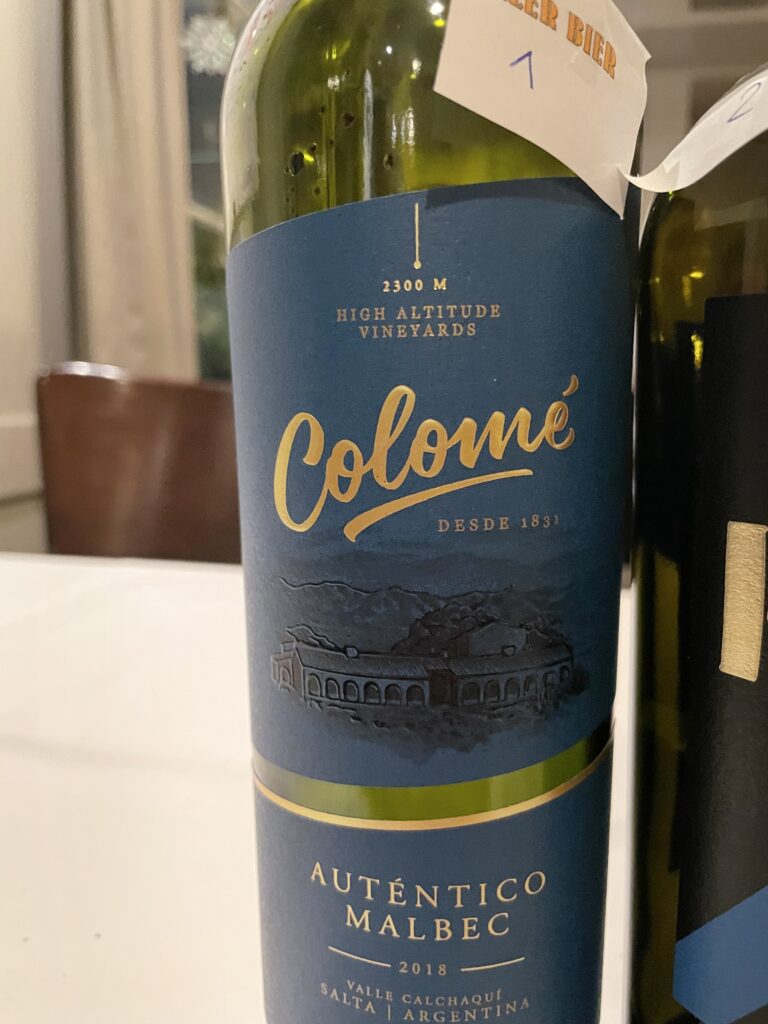 BIER
1
2
2300 M
HIGH ALTITUDE
VINEYARDS
Colomé
DESDE 1831
AUTÉNTICO
MALBEC
2018
VALLE CALCHAQUÍ
SALTA | ARGENTINA